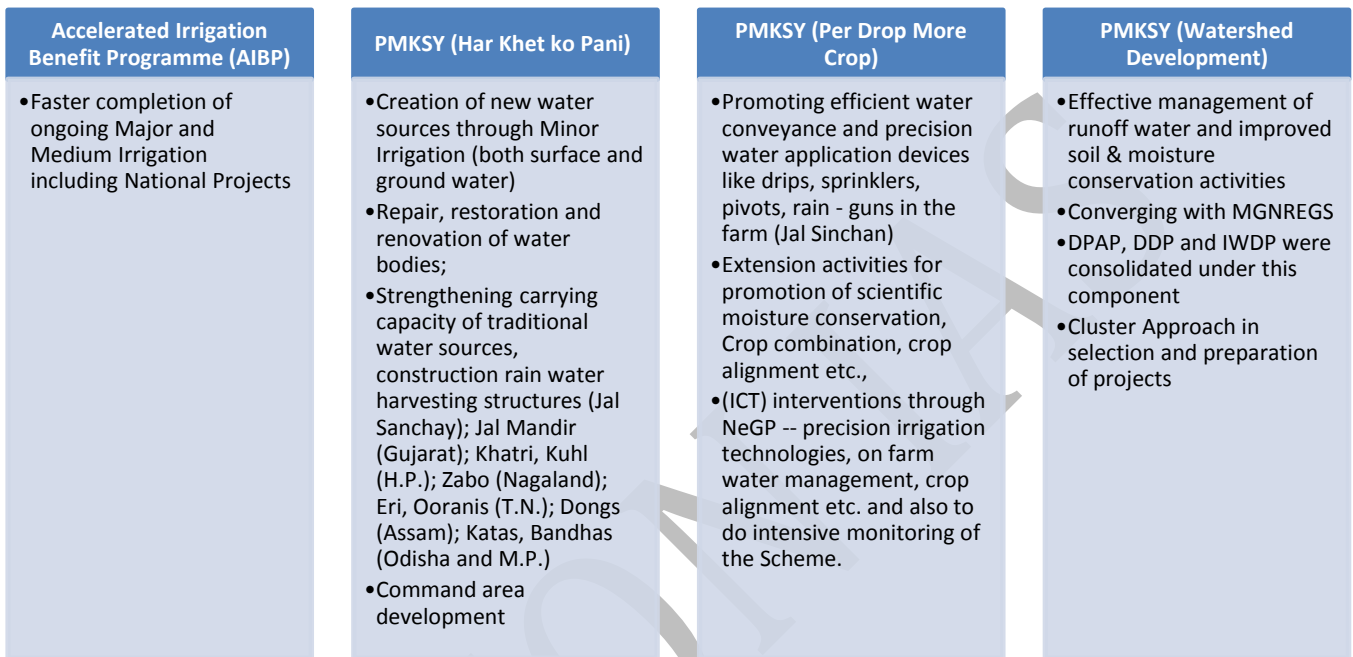 Accelerated Irrigation
Benefit Programme (AIBP)
•Faster completion of
ongoing Major and
Medium Irrigation
including National Projects
PMKSY (Har Khet ko Pani)
•Creation of new water
sources through Minor
Irrigation (both surface and
ground water)
•Repair, restoration and
renovation of water
bodies;
•Strengthening carrying
capacity of traditional
water sources,
construction rain water
harvesting structures (Jal
Sanchay); Jal Mandir
(Gujarat); Khatri, Kuhl
(H.P.); Zabo (Nagaland);
Eri, Ooranis (T.N.); Dongs
(Assam); Katas, Bandhas
(Odisha and M.P.)
•Command area
development
PMKSY (Per Drop More
Crop)
•Promoting efficient water
conveyance and precision
water application devices
like drips, sprinklers,
pivots, rain - guns in the
farm (Jal Sinchan)
•Extension activities for
promotion of scientific
moisture conservation,
Crop combination, crop
alignment etc.,
•(ICT) interventions through
NeGP -- precision irrigation
technologies, on farm
water management, crop
alignment etc. and also to
do intensive monitoring of
the Scheme.
PMKSY (Watershed
Development)
•Effective management of
runoff water and improved
soil & moisture
conservation activities
•Converging with MGNREGS
•DPAP, DDP and IWDP were
consolidated under this
component
•Cluster Approach in
selection and preparation
of projects